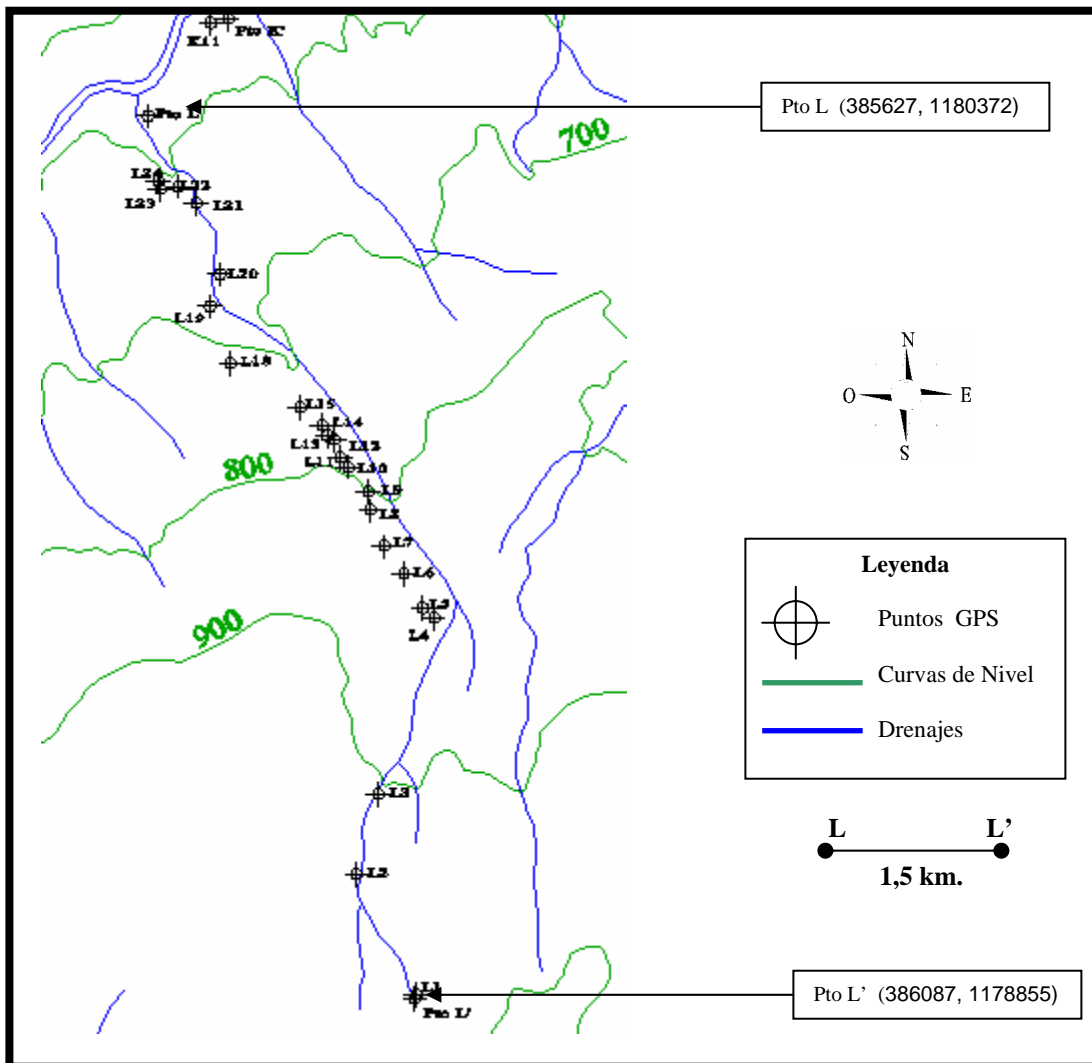 K11
Pto K'
Pto L
Pto L (385627, 1180372)
700
L24
L22
L23
L21
L20
L19
L18
N
O E
S
L15
L14
L13
L12
L11
L10
800
L9
L7
L6
L5
L4
900
Leyenda
Puntos GPS
Curvas de Nivel
Drenajes
L3
L2
L L’
1,5 km.
L1
Pto L'
Pto L’ (386087, 1178855)